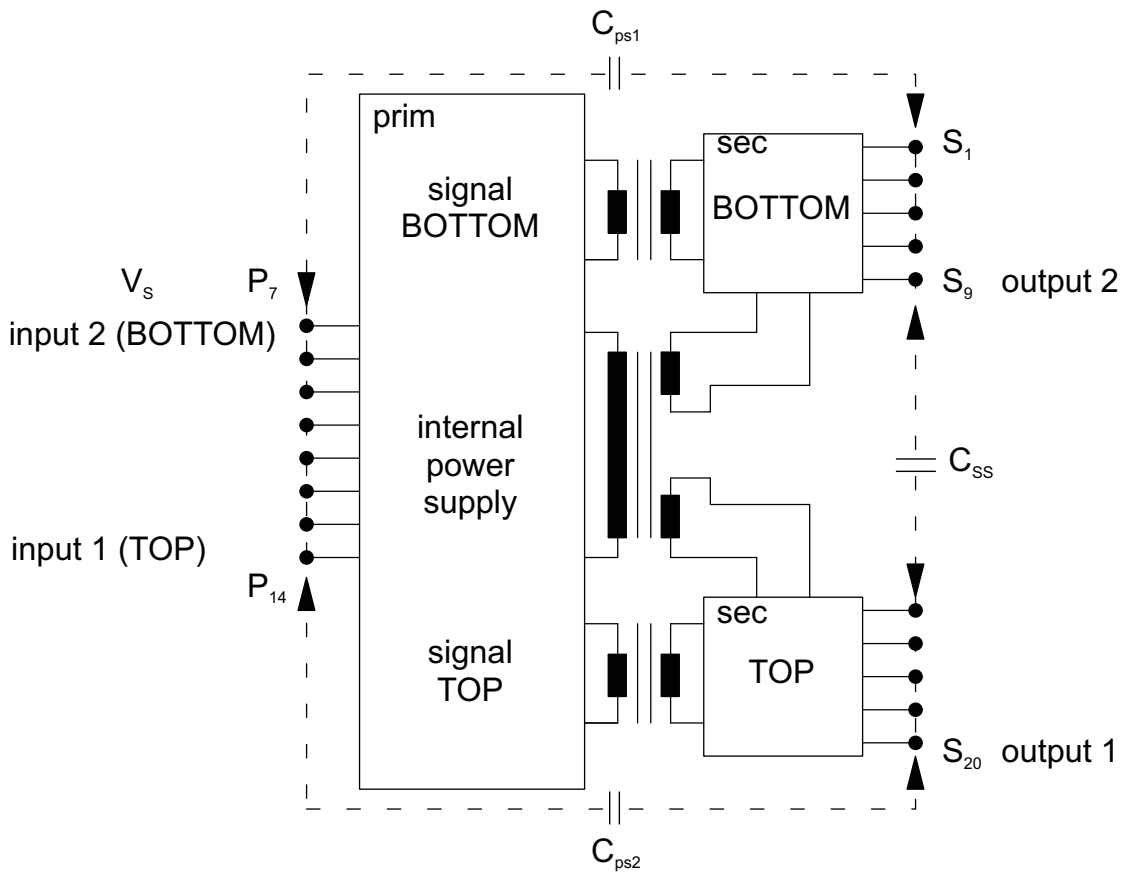 C_ps1
prim
sec
S_1
signal
BOTTOM
BOTTOM
V_S P_7
S_9 output 2
input 2 (BOTTOM)
internal
power
supply
C_SS
input 1 (TOP)
P_14
sec
signal
TOP
TOP
S_20 output 1
C_ps2